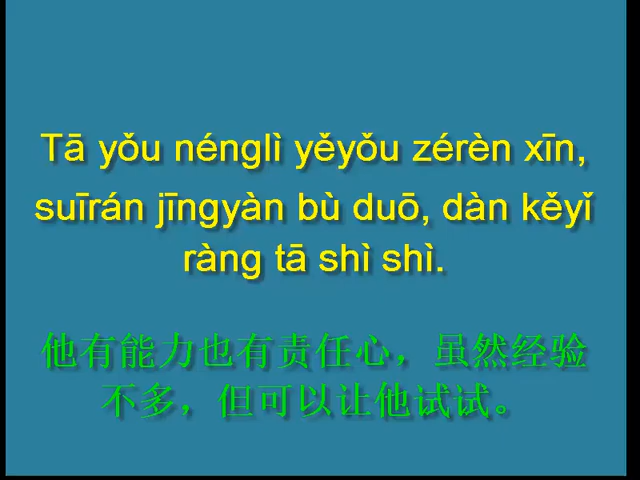 Tā yǒu nénglì yěyǒu zérèn xīn,
suīrán jīngyàn bù duō, dàn kěyǐ
ràng tā shì shì.
他有能力也有责任心，虽然经验
不多，但可以让他试试。